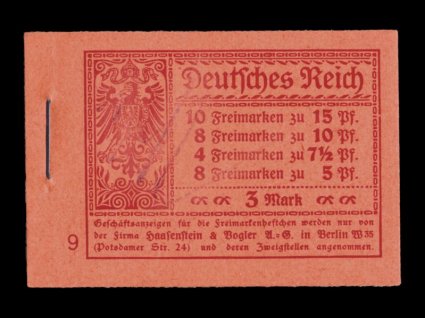 Deutsches Reich
10 Freimarken zu 15 Pf.
8 Freimarken zu 10 Pf.
4 Freimarken zu 7½ Pf.
8 Freimarken zu 5 Pf.
3 Mark
Geschäftsanzeigen für die Freimarkenheftchen werden nur von
der Firma Haasenstein & Vogler A.=G. in Berlin W 35
(Potsdamer Str. 24) und deren Zweigstellen angenommen.
9